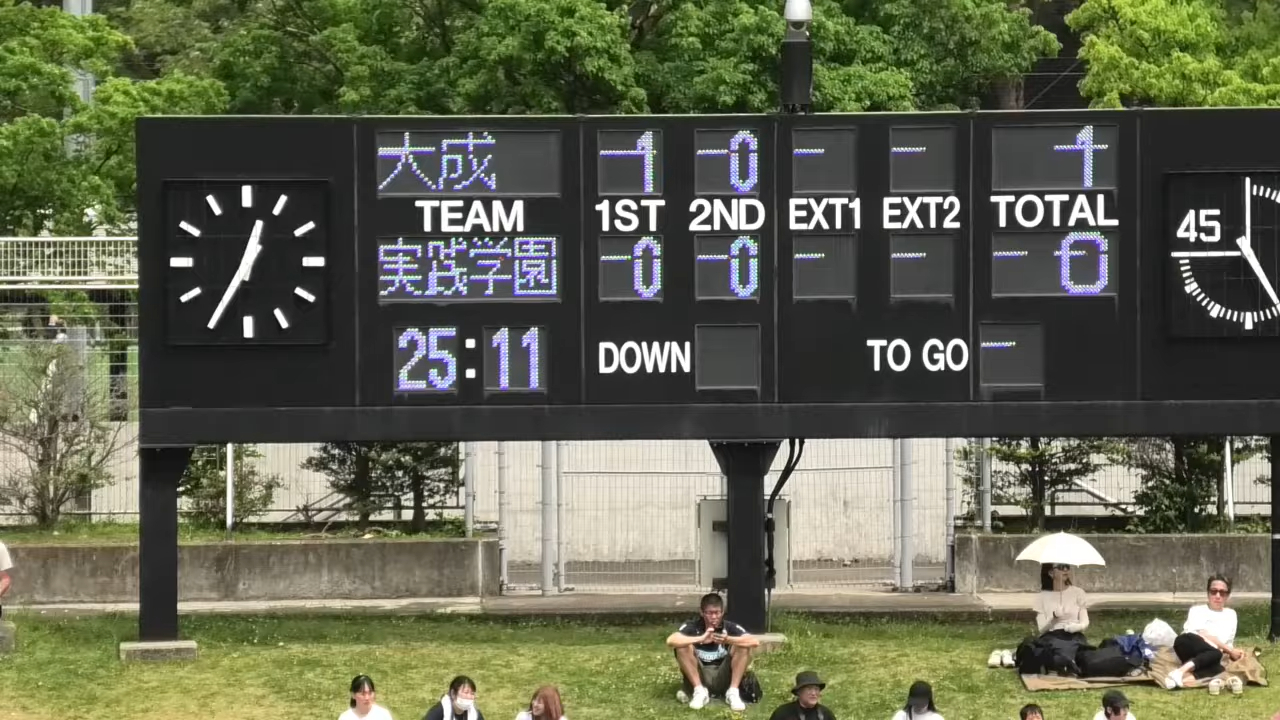 大成 1 0 - - 1
TEAM 1ST 2ND EXT1 EXT2 TOTAL
実践学園 0 0 - - 0
25:11 DOWN TO GO -
45